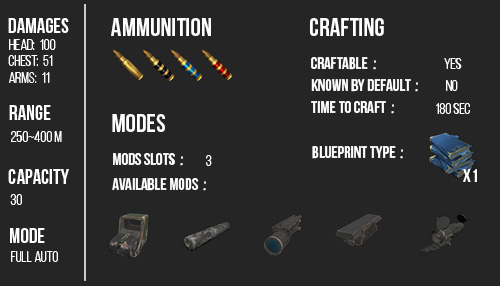 DAMAGES
HEAD: 100
CHEST: 51
ARMS: 11
RANGE
250~400 M
CAPACITY
30
MODE
FULL AUTO
AMMUNITION
MODES
MODS SLOTS : 3
AVAILABLE MODS :
CRAFTING
CRAFTABLE : YES
KNOWN BY DEFAULT : NO
TIME TO CRAFT : 180 SEC
BLUEPRINT TYPE :
X1